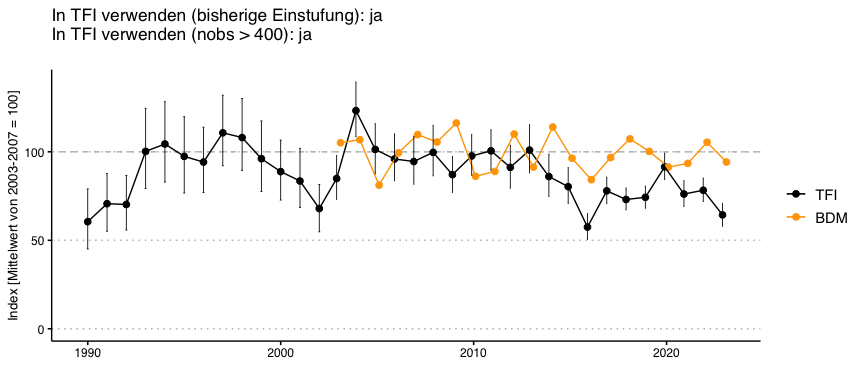 In TFI verwenden (bisherige Einstufung): ja
In TFI verwenden (nobs > 400): ja
Index [Mittelwert von 2003-2007 = 100]
100
50
0
1990
2000
2010
2020
TFI
BDM